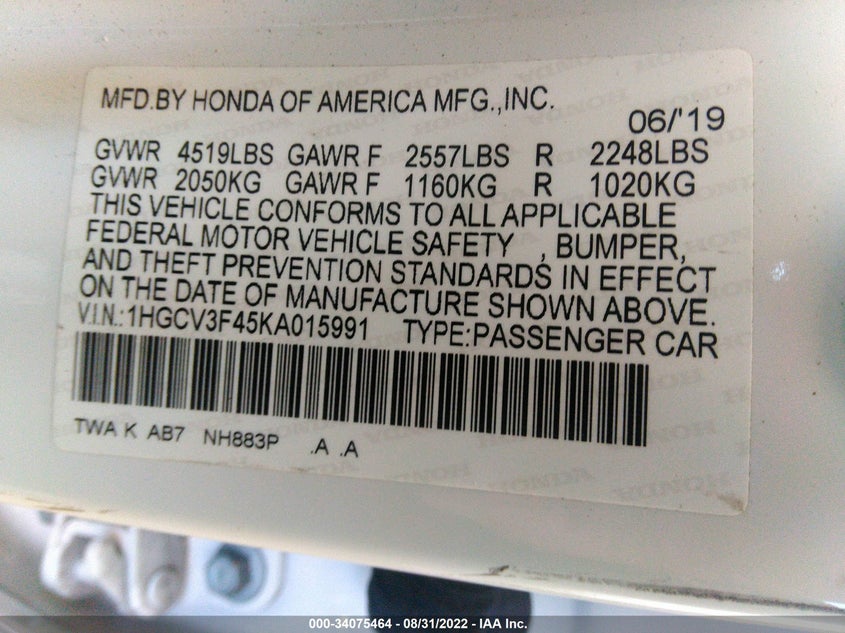 MFD.BY HONDA OF AMERICA MFG.,INC.
06/'19
GVWR 4519LBS GAWR F 2557LBS R 2248LBS
GVWR 2050KG GAWR F 1160KG R 1020KG
THIS VEHICLE CONFORMS TO ALL APPLICABLE
FEDERAL MOTOR VEHICLE SAFETY , BUMPER,
AND THEFT PREVENTION STANDARDS IN EFFECT
ON THE DATE OF MANUFACTURE SHOWN ABOVE.
V.I.N.:1HGCV3F45KA015991 TYPE:PASSENGER CAR
TWA K AB7 NH883P .A .A
000-34075464 - 08/31/2022 - IAA Inc.